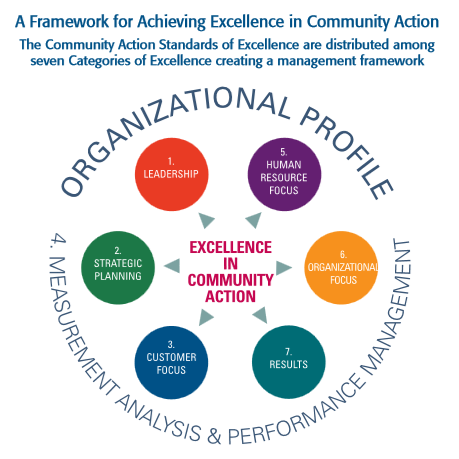 A Framework for Achieving Excellence in Community Action
The Community Action Standards of Excellence are distributed among
seven Categories of Excellence creating a management framework
ORGANIZATIONAL PROFILE
1.
LEADERSHIP
5.
HUMAN
RESOURCE
FOCUS
2.
STRATEGIC
PLANNING
EXCELLENCE
IN
COMMUNITY
ACTION
6.
ORGANIZATIONAL
FOCUS
3.
CUSTOMER
FOCUS
7.
RESULTS
4. MEASUREMENT ANALYSIS & PERFORMANCE MANAGEMENT